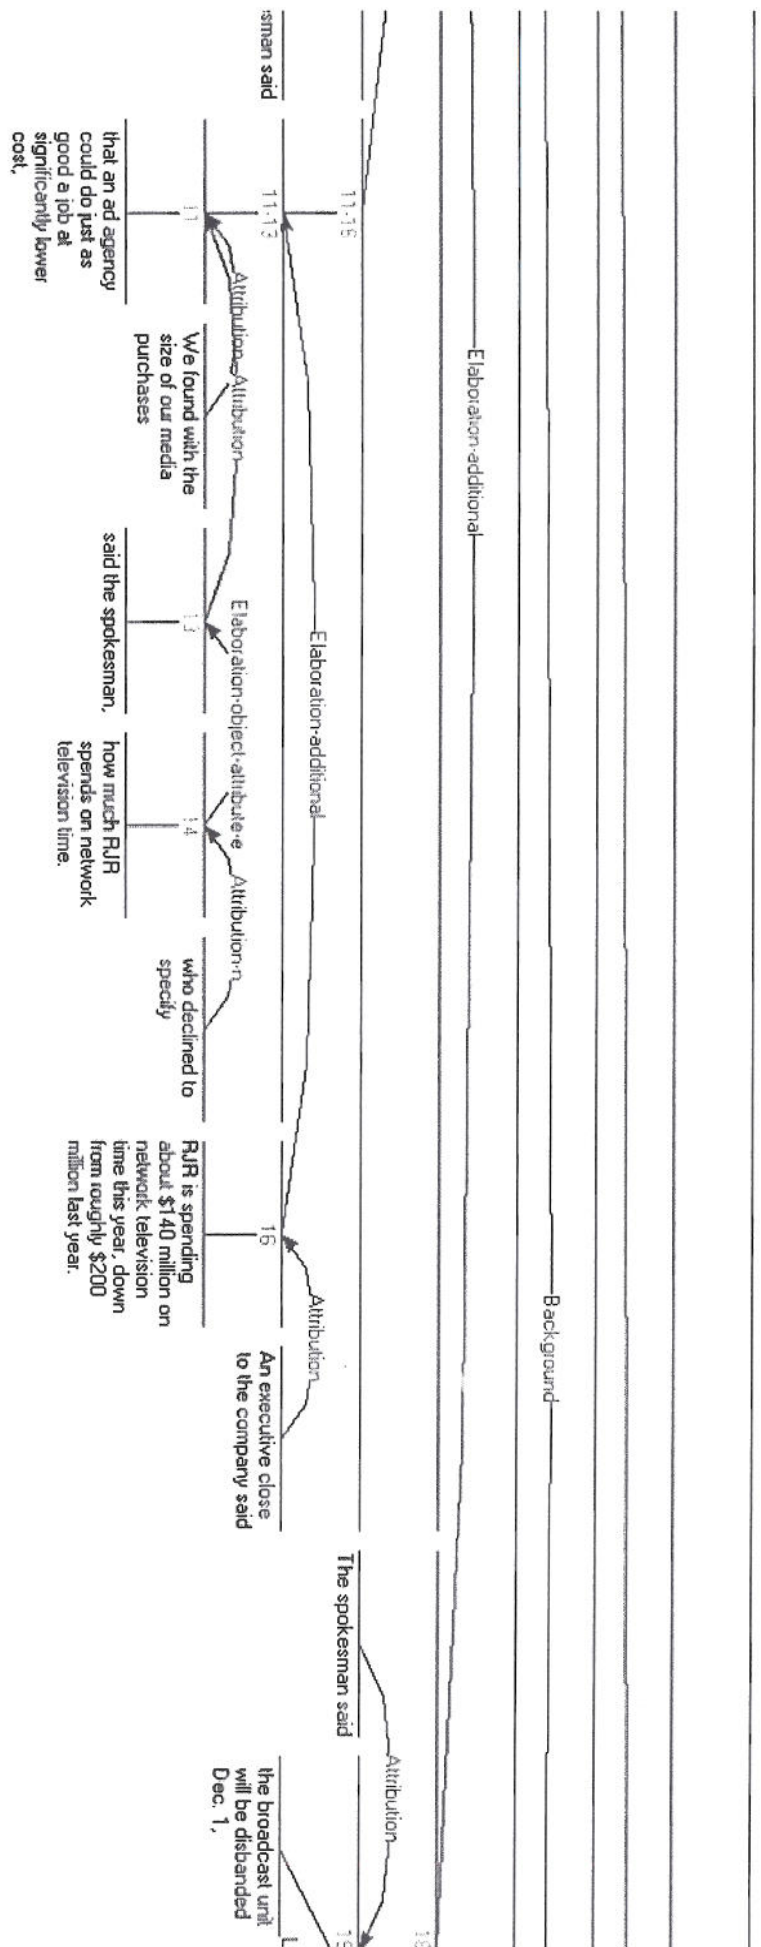 Background
Elaboration-additional
11-16
Elaboration-additional
11-13
sman said
Attribution
Attribution
Elaboration-object-attribute-e
Attribution-n
11
13
14
that an ad agency
could do just as
good a job at
significantly lower
cost,
We found with the
size of our media
purchases
said the spokesman,
how much RJR
spends on network
television time.
who declined to
specify
16
Attribution
RJR is spending
about $140 million on
network television
time this year, down
from roughly $200
million last year.
An executive close
to the company said
The spokesman said
Attribution
the broadcast unit
will be disbanded
Dec. 1,